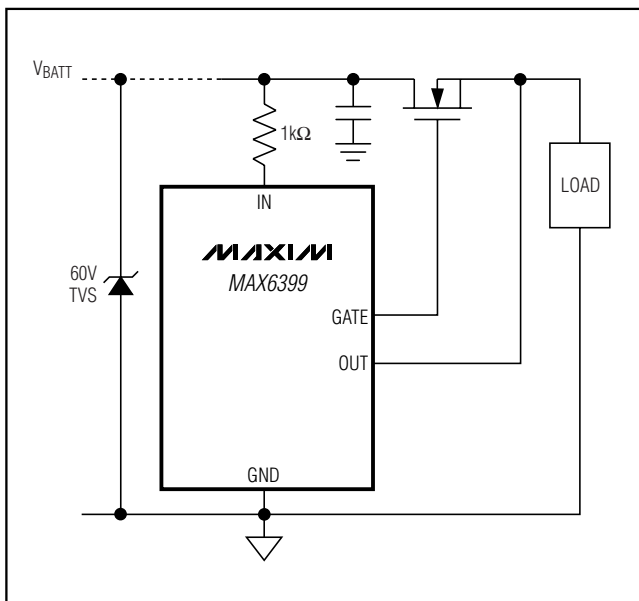 VBATT
1kΩ
IN
LOAD
MAXIM
MAX6399
60V
TVS
GATE
OUT
GND